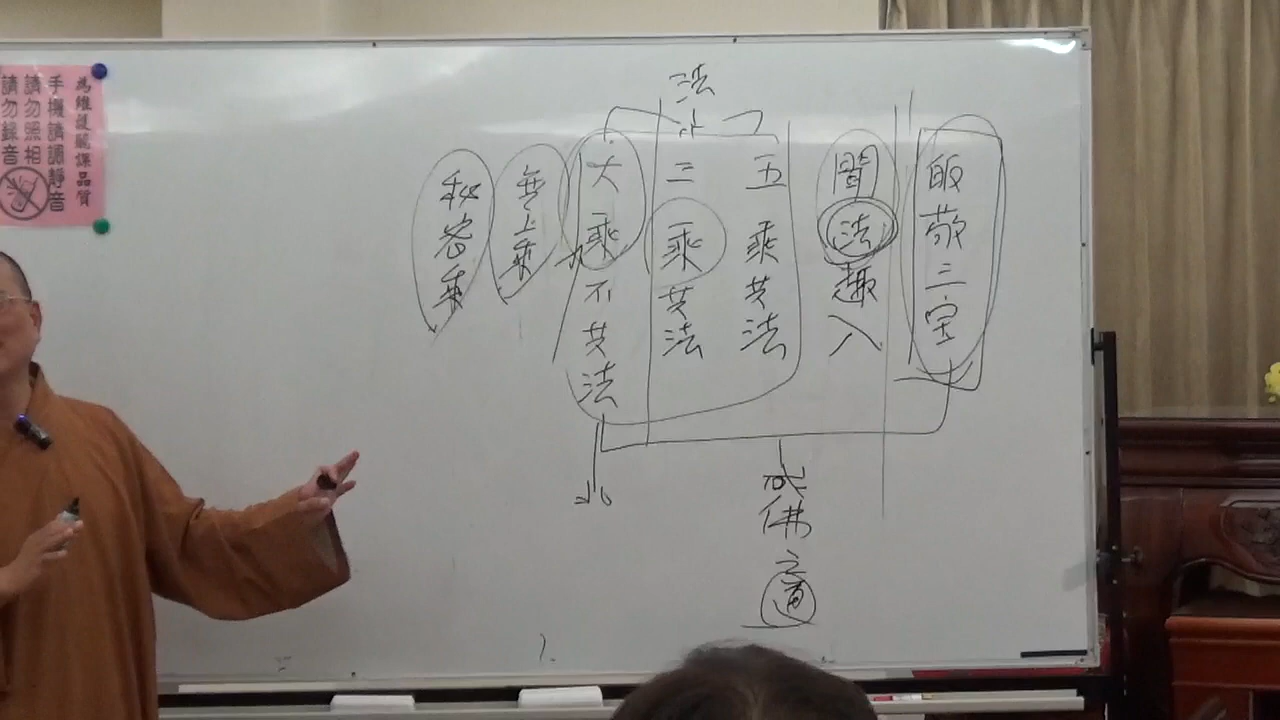 法
皈敬三宝
聞法趣入
五乘共法
三乘共法
大乘不共法
無上乘
秘密乘
成佛之道
為維護聽課品質
手機請調靜音
請勿照相
請勿錄音